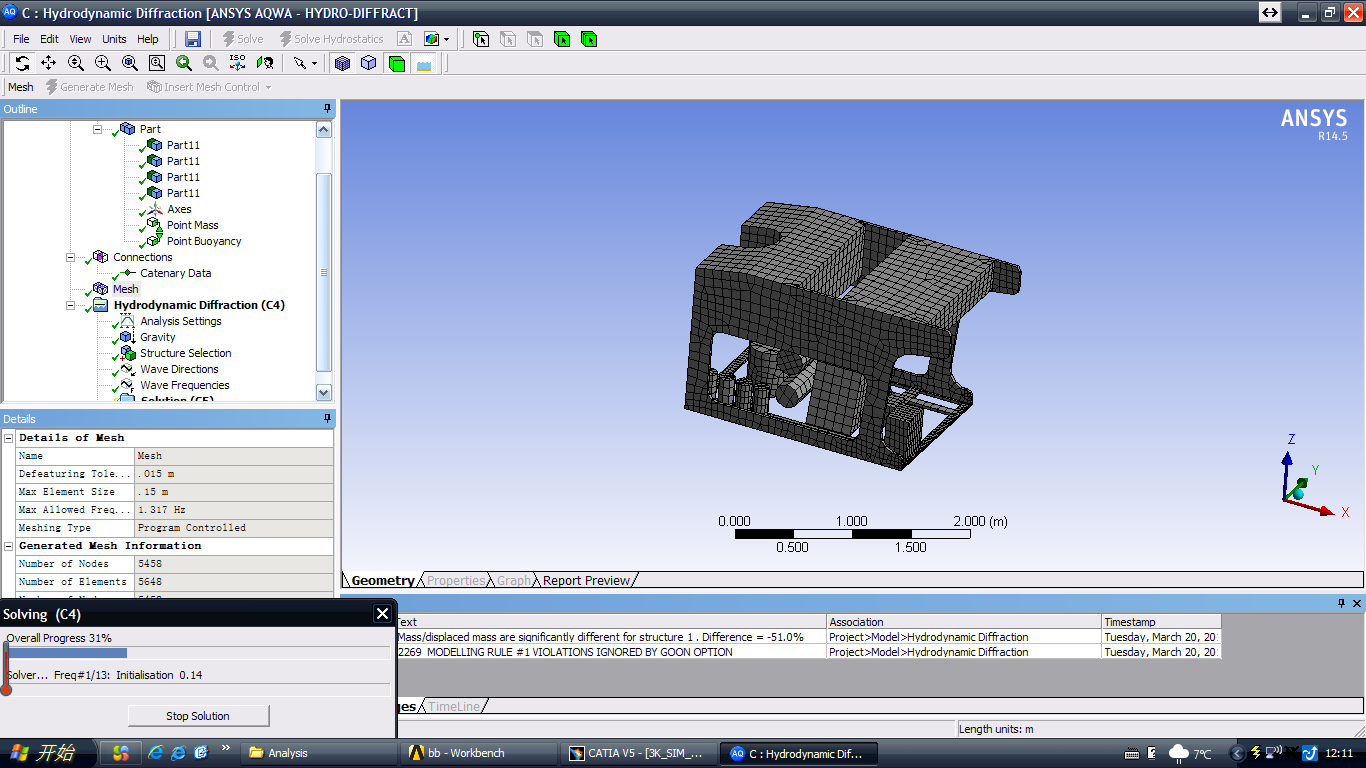 C : Hydrodynamic Diffraction [ANSYS AQWA - HYDRO-DIFFRACT]
File Edit View Units Help Solve Solve Hydrostatics
ISO
Mesh Generate Mesh Insert Mesh Control
Outline
Part
Part11
Part11
Part11
Part11
Axes
Point Mass
Point Buoyancy
Connections
Catenary Data
Mesh
Hydrodynamic Diffraction (C4)
Analysis Settings
Gravity
Structure Selection
Wave Directions
Wave Frequencies
Solution (C5)
Details
Details of Mesh
Name Mesh
Defeaturing Tole... .015 m
Max Element Size .15 m
Max Allowed Freq... 1.317 Hz
Meshing Type Program Controlled
Generated Mesh Information
Number of Nodes 5458
Number of Elements 5648
ANSYS
R14.5
Z
Y
X
0.000 1.000 2.000 (m)
0.500 1.500
Geometry Properties Graph Report Preview
Solving (C4)
Overall Progress 31%
Solver... Freq#1/13: Initialisation 0.14
Stop Solution
Text Association Timestamp
Mass/displaced mass are significantly different for structure 1 . Difference = -51.0% Project>Model>Hydrodynamic Diffraction Tuesday, March 20, 20
2269 MODELLING RULE #1 VIOLATIONS IGNORED BY GOON OPTION Project>Model>Hydrodynamic Diffraction Tuesday, March 20, 20
ges TimeLine
Length units: m
开始 Analysis bb - Workbench CATIA V5 - [3K_SIM_... C : Hydrodynamic Dif... 7℃ 12:11